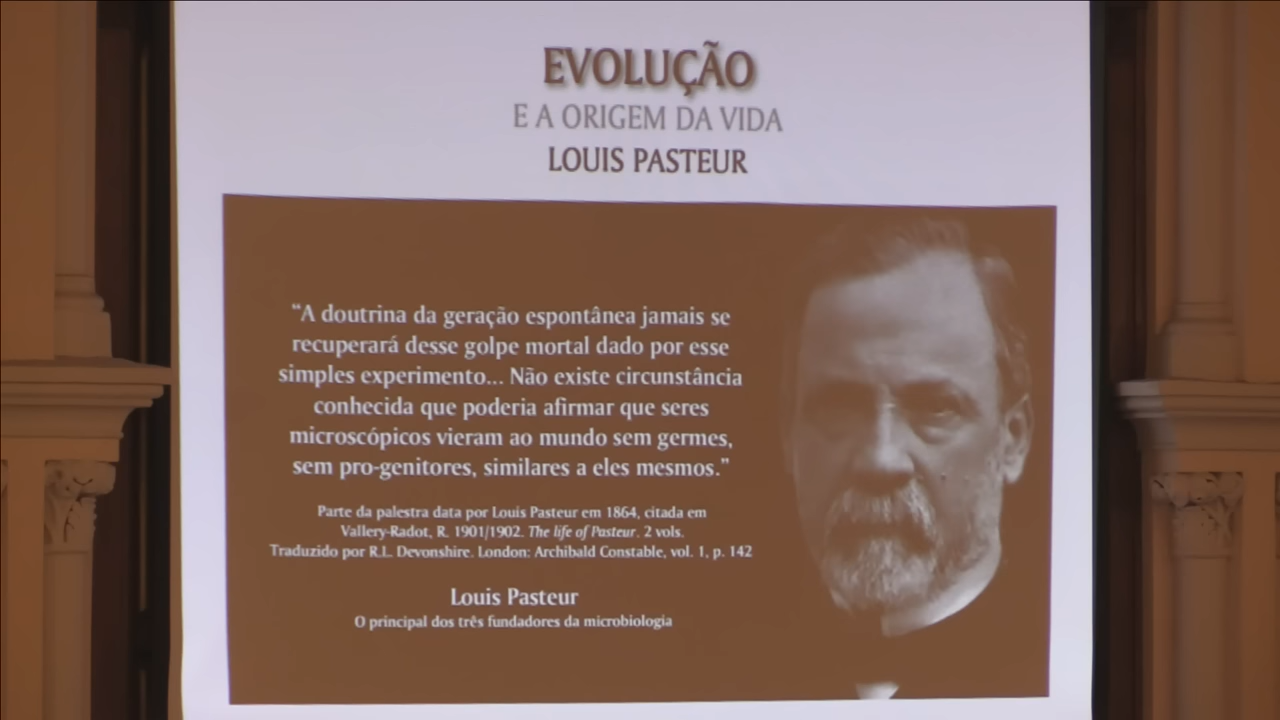 EVOLUÇÃO
E A ORIGEM DA VIDA
LOUIS PASTEUR
“A doutrina da geração espontânea jamais se
recuperará desse golpe mortal dado por esse
simples experimento... Não existe circunstância
conhecida que poderia afirmar que seres
microscópicos vieram ao mundo sem germes,
sem pro-genitores, similares a eles mesmos.”
Parte da palestra data por Louis Pasteur em 1864, citada em
Vallery-Radot, R. 1901/1902. The life of Pasteur. 2 vols.
Traduzido por R.L. Devonshire. London: Archibald Constable, vol. 1, p. 142
Louis Pasteur
O principal dos três fundadores da microbiologia